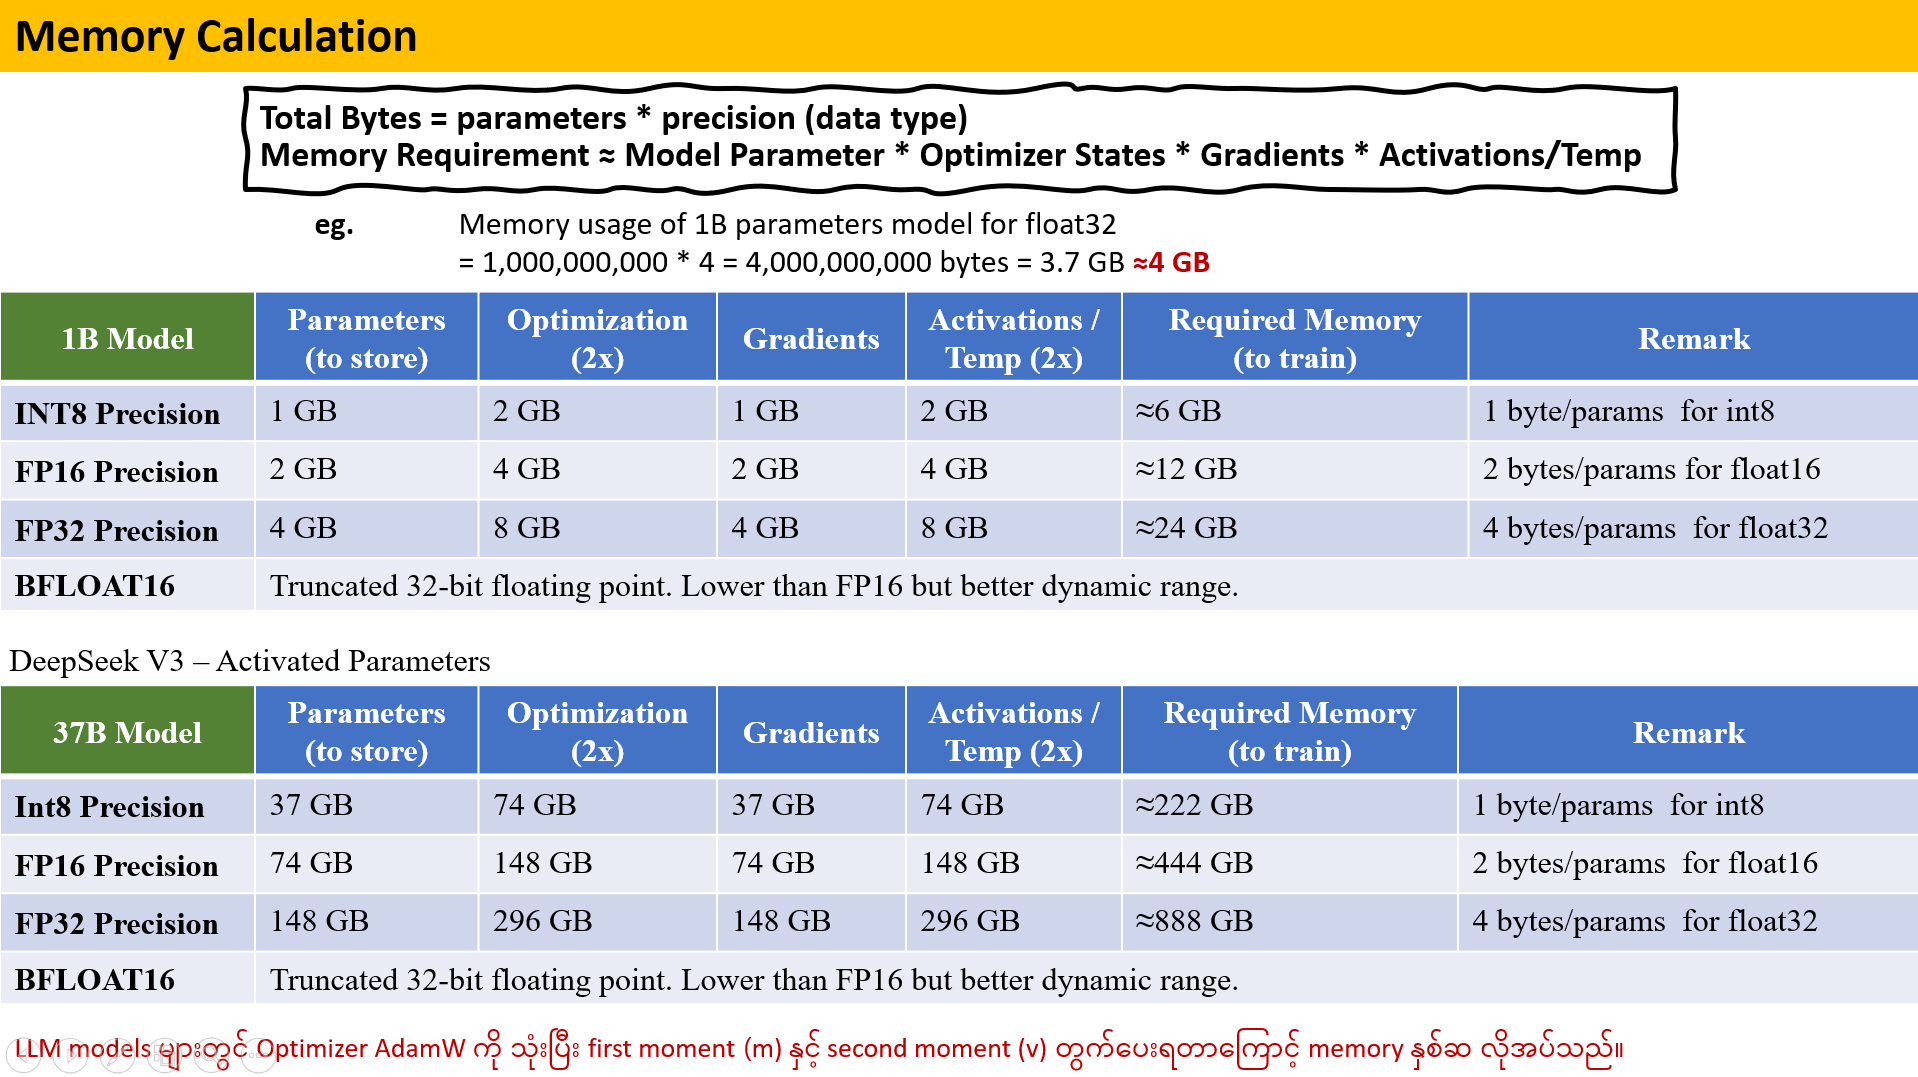 Memory Calculation
Total Bytes = parameters * precision (data type)
Memory Requirement ≈ Model Parameter * Optimizer States * Gradients * Activations/Temp
eg. Memory usage of 1B parameters model for float32
= 1,000,000,000 * 4 = 4,000,000,000 bytes = 3.7 GB ≈4 GB
1B Model Parameters (to store) Optimization (2x) Gradients Activations / Temp (2x) Required Memory (to train) Remark
INT8 Precision 1 GB 2 GB 1 GB 2 GB ≈6 GB 1 byte/params for int8
FP16 Precision 2 GB 4 GB 2 GB 4 GB ≈12 GB 2 bytes/params for float16
FP32 Precision 4 GB 8 GB 4 GB 8 GB ≈24 GB 4 bytes/params for float32
BFLOAT16 Truncated 32-bit floating point. Lower than FP16 but better dynamic range.
DeepSeek V3 – Activated Parameters
37B Model Parameters (to store) Optimization (2x) Gradients Activations / Temp (2x) Required Memory (to train) Remark
Int8 Precision 37 GB 74 GB 37 GB 74 GB ≈222 GB 1 byte/params for int8
FP16 Precision 74 GB 148 GB 74 GB 148 GB ≈444 GB 2 bytes/params for float16
FP32 Precision 148 GB 296 GB 148 GB 296 GB ≈888 GB 4 bytes/params for float32
BFLOAT16 Truncated 32-bit floating point. Lower than FP16 but better dynamic range.
LLM models များတွင် Optimizer AdamW ကို သုံးပြီး first moment (m) နှင့် second moment (v) တွက်ပေးရတာကြောင့် memory နှစ်ဆ လိုအပ်သည်။